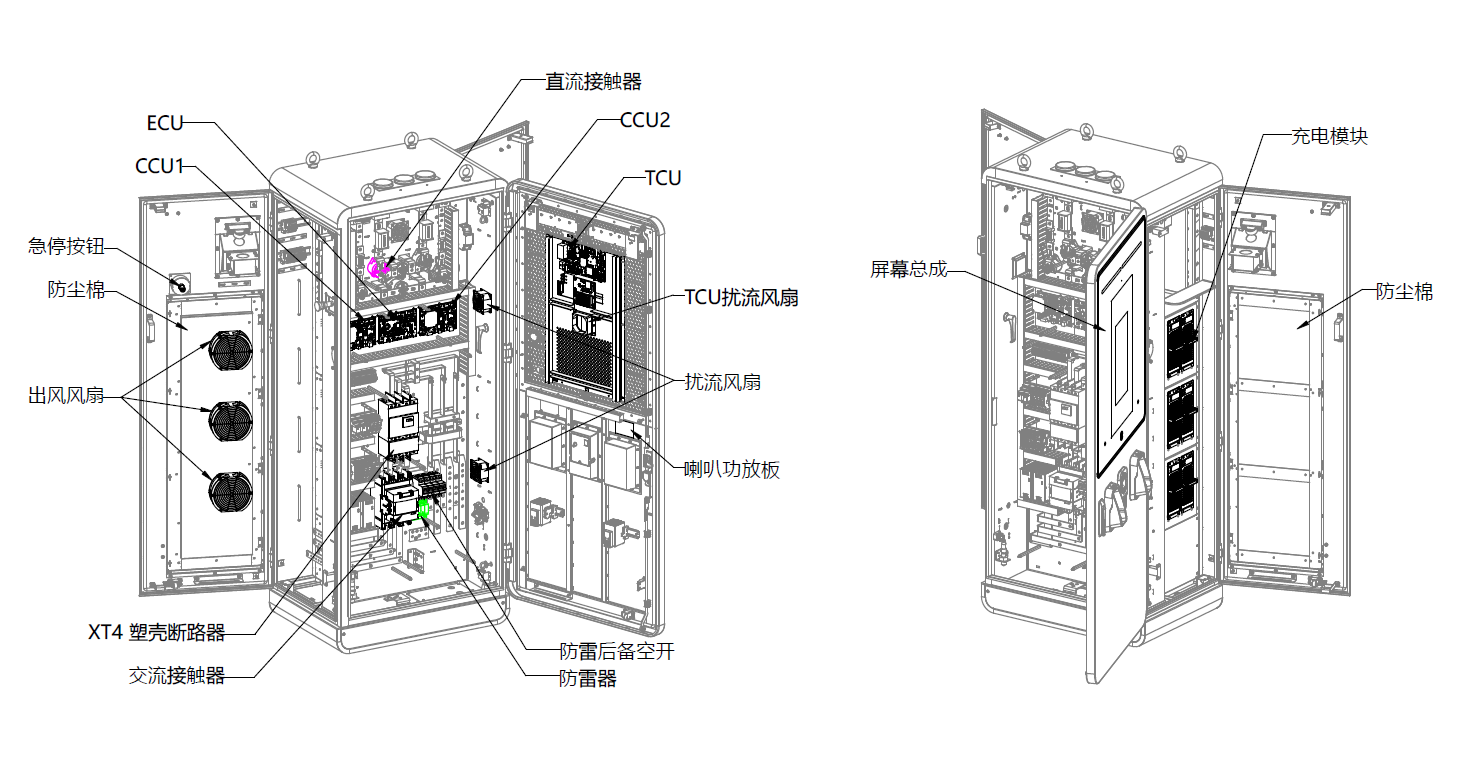 直流接触器
ECU
CCU2
CCU1
TCU
急停按钮
防尘棉
TCU扰流风扇
出风风扇
扰流风扇
喇叭功放板
XT4 塑壳断路器
交流接触器
防雷后备空开
防雷器
充电模块
屏幕总成
防尘棉